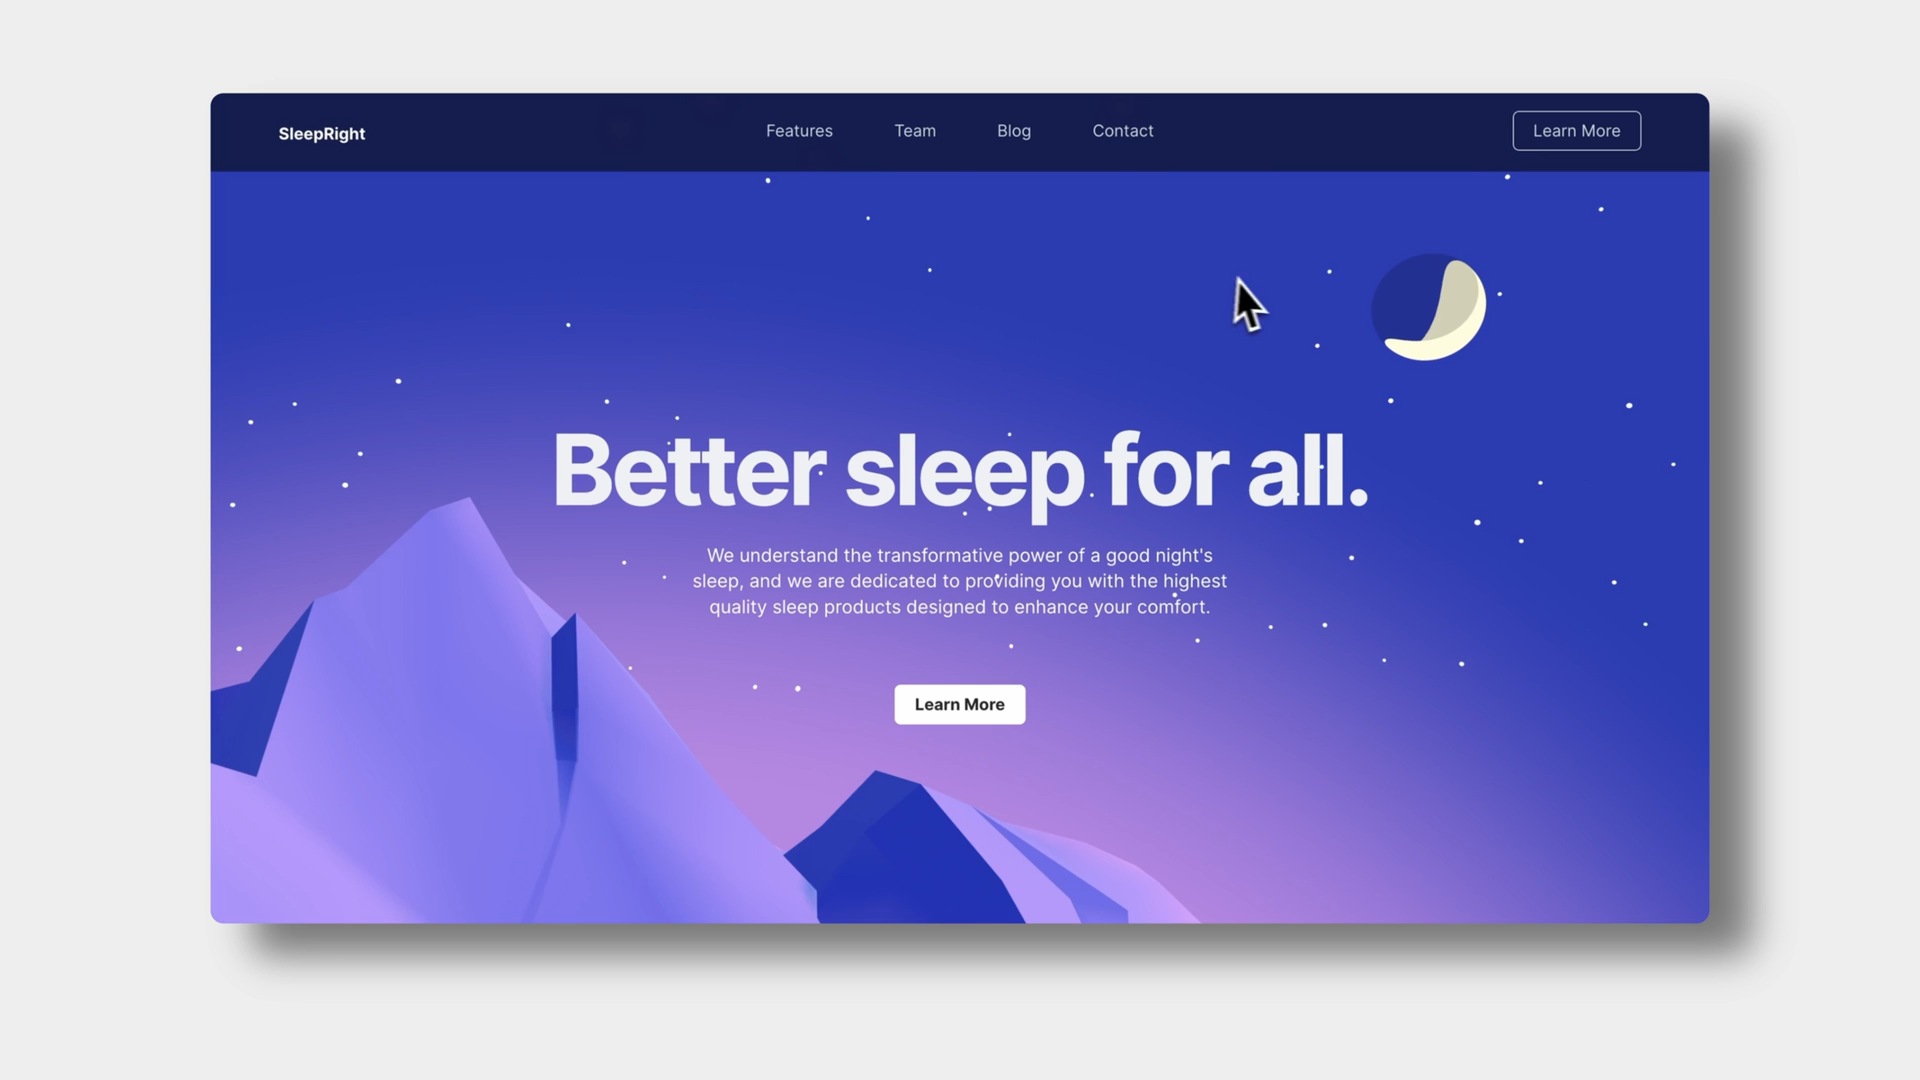 SleepRight
Features
Team
Blog
Contact
Learn More
Better sleep for all.
We understand the transformative power of a good night's
sleep, and we are dedicated to providing you with the highest
quality sleep products designed to enhance your comfort.
Learn More